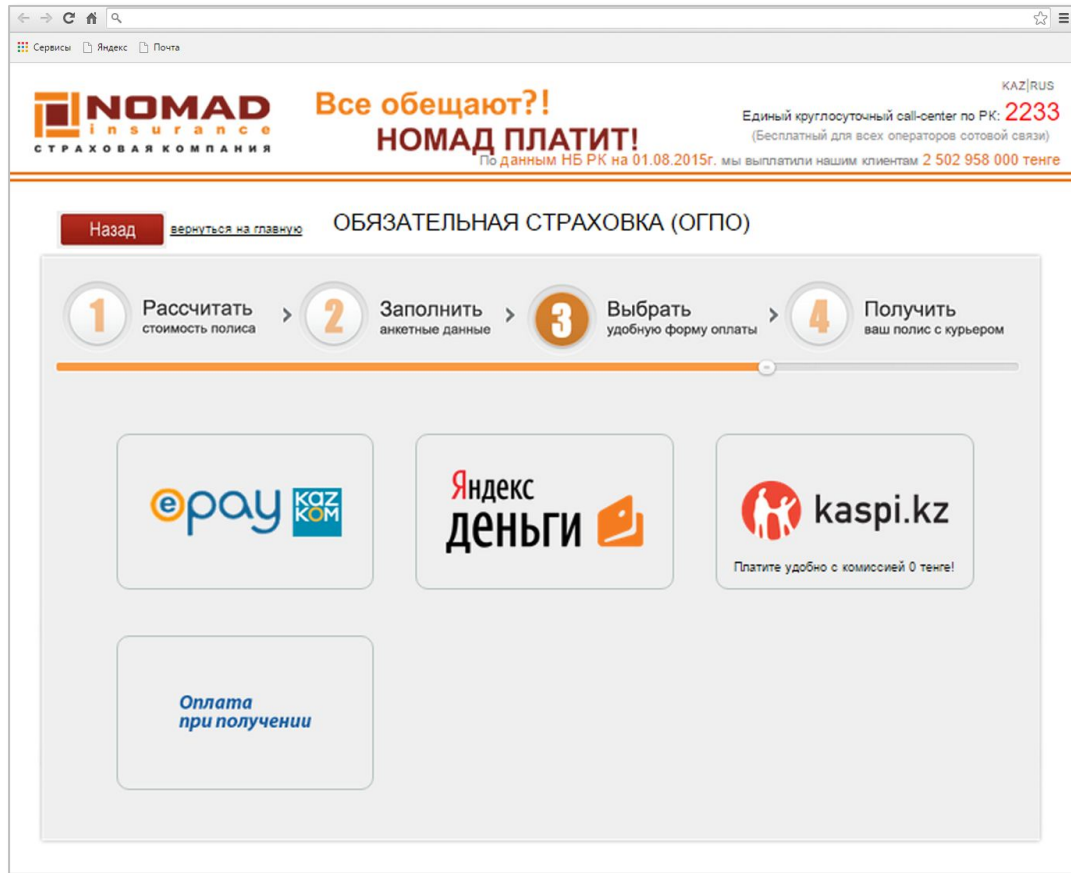 Сервисы Яндекс Почта
KAZ|RUS
NOMAD
insurance
СТРАХОВАЯ КОМПАНИЯ
Все обещают?!
НОМАД ПЛАТИТ!
Единый круглосуточный call-center по РК: 2233
(Бесплатный для всех операторов сотовой связи)
По данным НБ РК на 01.08.2015г. мы выплатили нашим клиентам 2 502 958 000 тенге
Назад вернуться на главную ОБЯЗАТЕЛЬНАЯ СТРАХОВКА (ОГПО)
1 Рассчитать
стоимость полиса
2 Заполнить
анкетные данные
3 Выбрать
удобную форму оплаты
4 Получить
ваш полис с курьером
epay KAZ
KOM
Яндекс
деньги
kaspi.kz
Платите удобно с комиссией 0 тенге!
Оплата
при получении